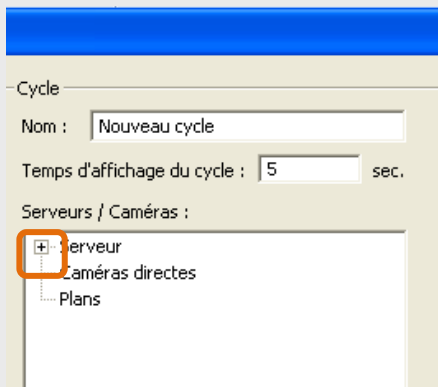 Cycle
Nom : Nouveau cycle
Temps d'affichage du cycle : 5 sec.
Serveurs / Caméras :
Serveur
Caméras directes
Plans